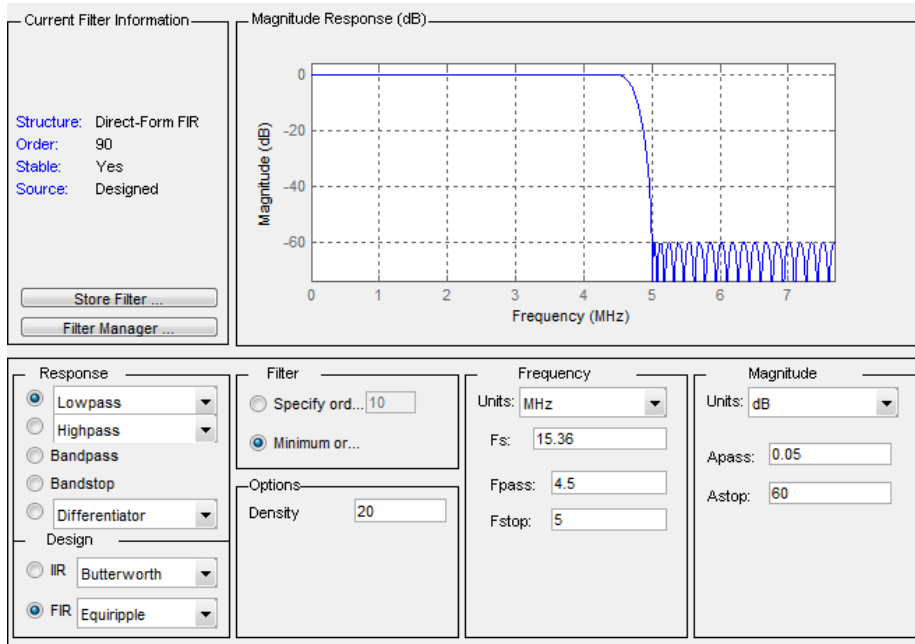 Current Filter Information
Structure: Direct-Form FIR
Order: 90
Stable: Yes
Source: Designed
Store Filter ...
Filter Manager ...
Magnitude Response (dB)
Magnitude (dB)
0
-20
-40
-60
0 1 2 3 4 5 6 7
Frequency (MHz)
Response
Lowpass
Highpass
Bandpass
Bandstop
Differentiator
Design
IIR Butterworth
FIR Equiripple
Filter
Specify ord... 10
Minimum or...
Options
Density 20
Frequency
Units: MHz
Fs: 15.36
Fpass: 4.5
Fstop: 5
Magnitude
Units: dB
Apass: 0.05
Astop: 60